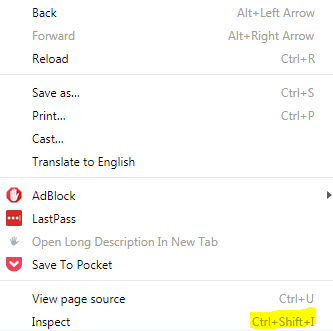 Back Alt+Left Arrow
Forward Alt+Right Arrow
Reload Ctrl+R
Save as... Ctrl+S
Print... Ctrl+P
Cast...
Translate to English
AdBlock
LastPass
Open Long Description In New Tab
Save To Pocket
View page source Ctrl+U
Inspect Ctrl+Shift+I